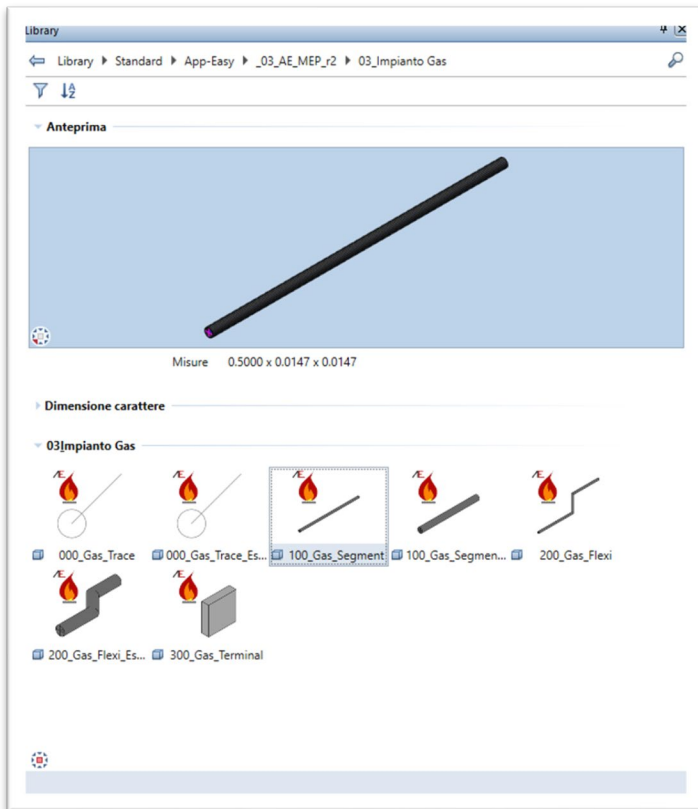 Library
Library Standard App-Easy _03_AE_MEP_r2 03_Impianto Gas
Anteprima
Misure 0.5000 x 0.0147 x 0.0147
Dimensione carattere
03Impianto Gas
Æ Æ Æ Æ Æ
000_Gas_Trace 000_Gas_Trace_Es... 100_Gas_Segment 100_Gas_Segmen... 200_Gas_Flexi
Æ Æ
200_Gas_Flexi_Es... 300_Gas_Terminal